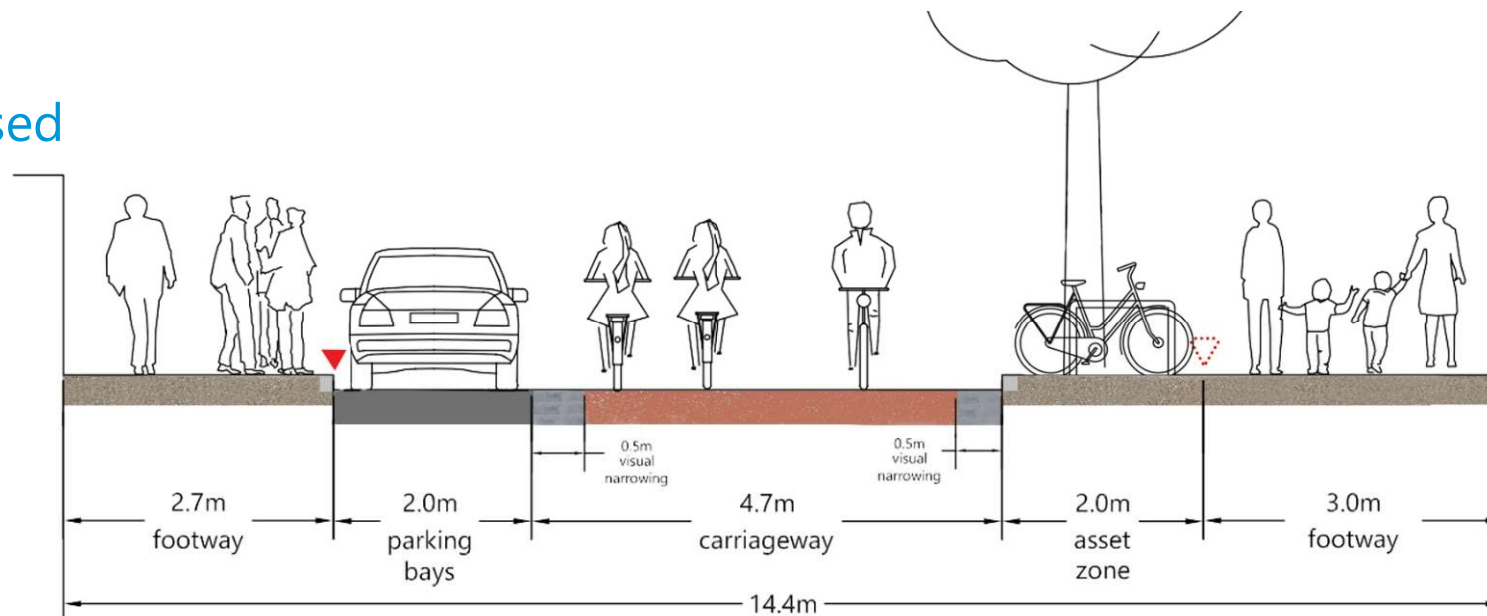 sed
0.5m
visual
narrowing
0.5m
visual
narrowing
2.7m
footway
2.0m
parking
bays
4.7m
carriageway
2.0m
asset
zone
3.0m
footway
14.4m